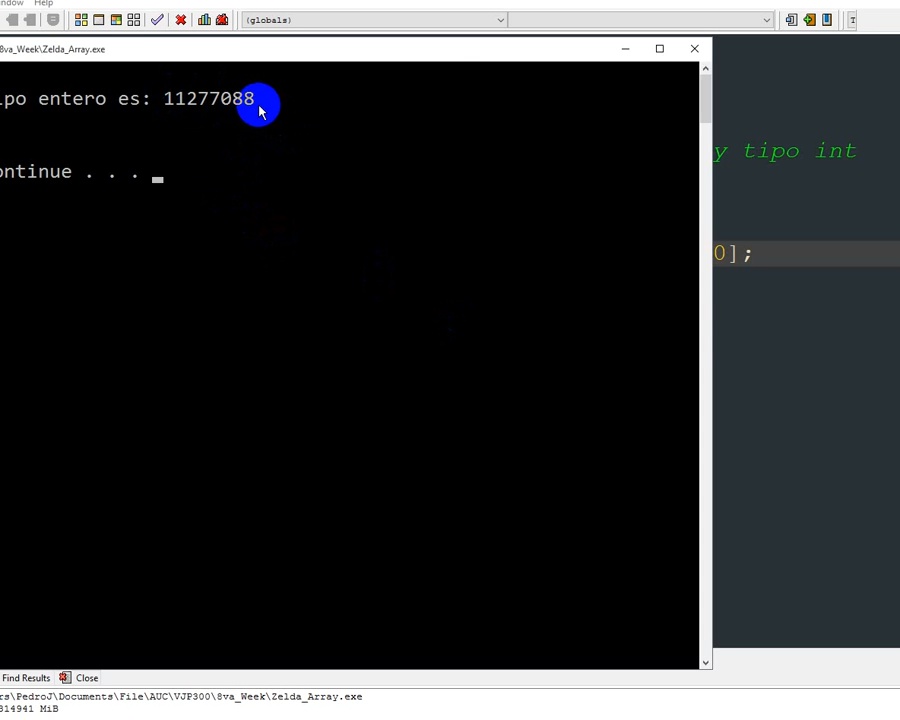 indow Help
(globals)
T
8va_Week\Zelda_Array.exe
ipo entero es: 11277088
y tipo int
ontinue . . .
0];
Find Results Close
rs\PedroJ\Documents\File\AUC\VJP300\8va_Week\Zelda_Array.exe
814941 MiB